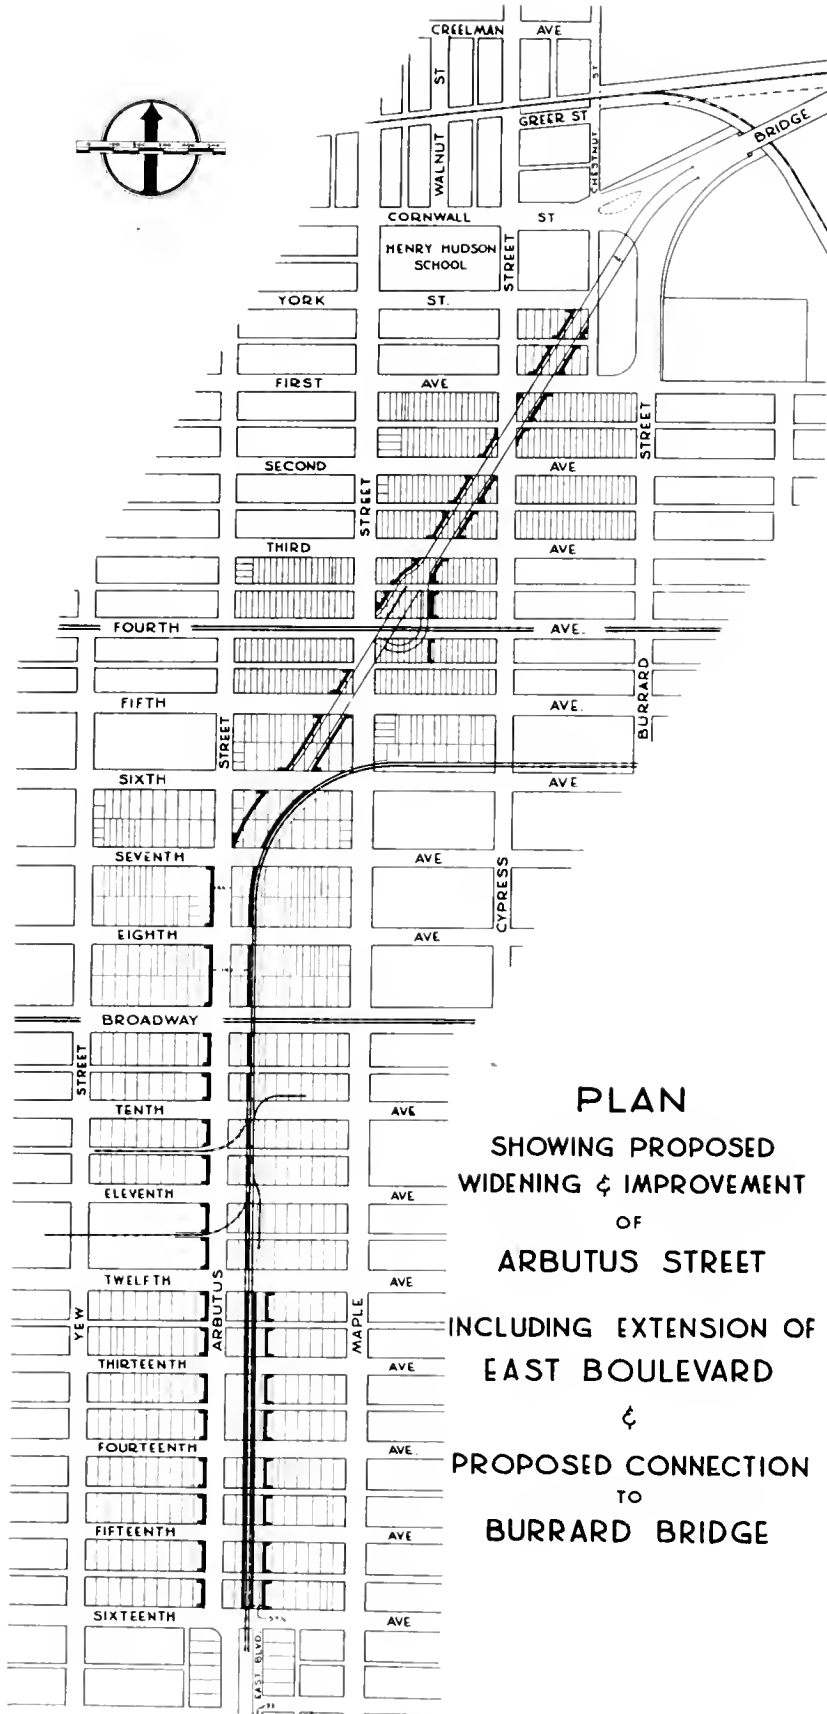 CREELMAN AVE
ST
ST
GREER ST
BRIDGE
WALNUT
CHESTNUT
CORNWALL ST
HENRY HUDSON
SCHOOL
STREET
YORK ST.
FIRST AVE
STREET
SECOND AVE
STREET
THIRD AVE
FOURTH AVE.
BURRARD
FIFTH AVE.
STREET
SIXTH AVE
SEVENTH AVE
CYPRESS
EIGHTH AVE
BROADWAY
STREET
TENTH AVE
ELEVENTH AVE
TWELFTH AVE
YEW
ARBUTUS
MAPLE
THIRTEENTH AVE
FOURTEENTH AVE.
FIFTEENTH AVE
SIXTEENTH AVE
EAST BLVD.
PLAN
SHOWING PROPOSED
WIDENING & IMPROVEMENT
OF
ARBUTUS STREET
INCLUDING EXTENSION OF
EAST BOULEVARD
&
PROPOSED CONNECTION
TO
BURRARD BRIDGE